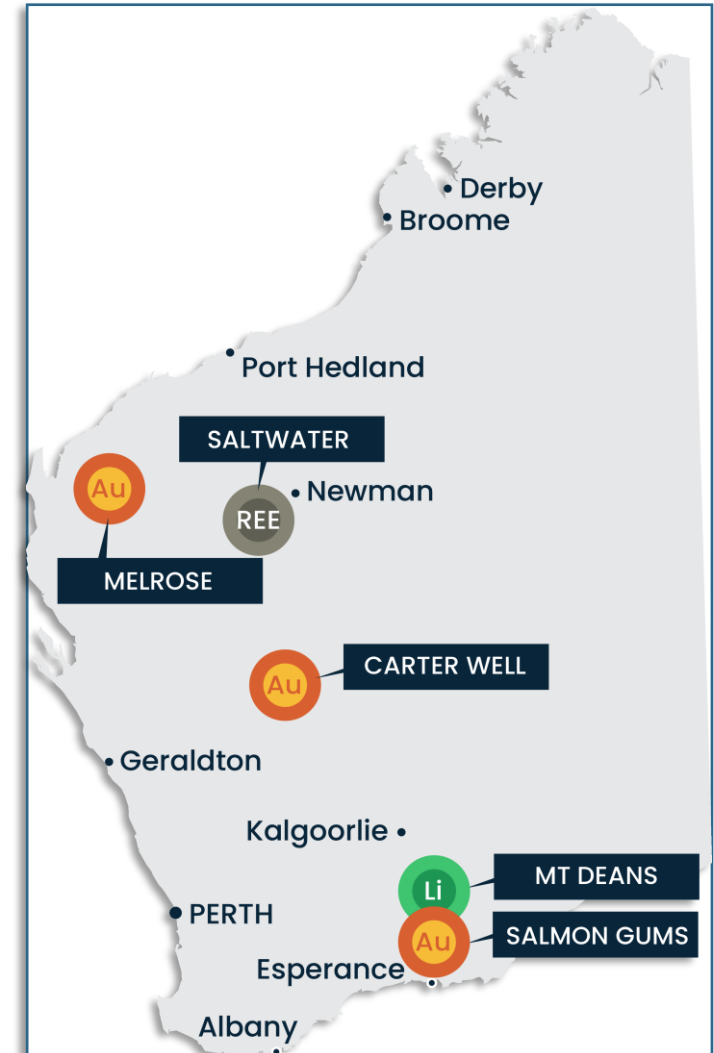 Derby
Broome
Port Hedland
SALTWATER
Au
Newman
REE
MELROSE
CARTER WELL
Au
Geraldton
Kalgoorlie
MT DEANS
Li
PERTH
SALMON GUMS
Au
Esperance
Albany